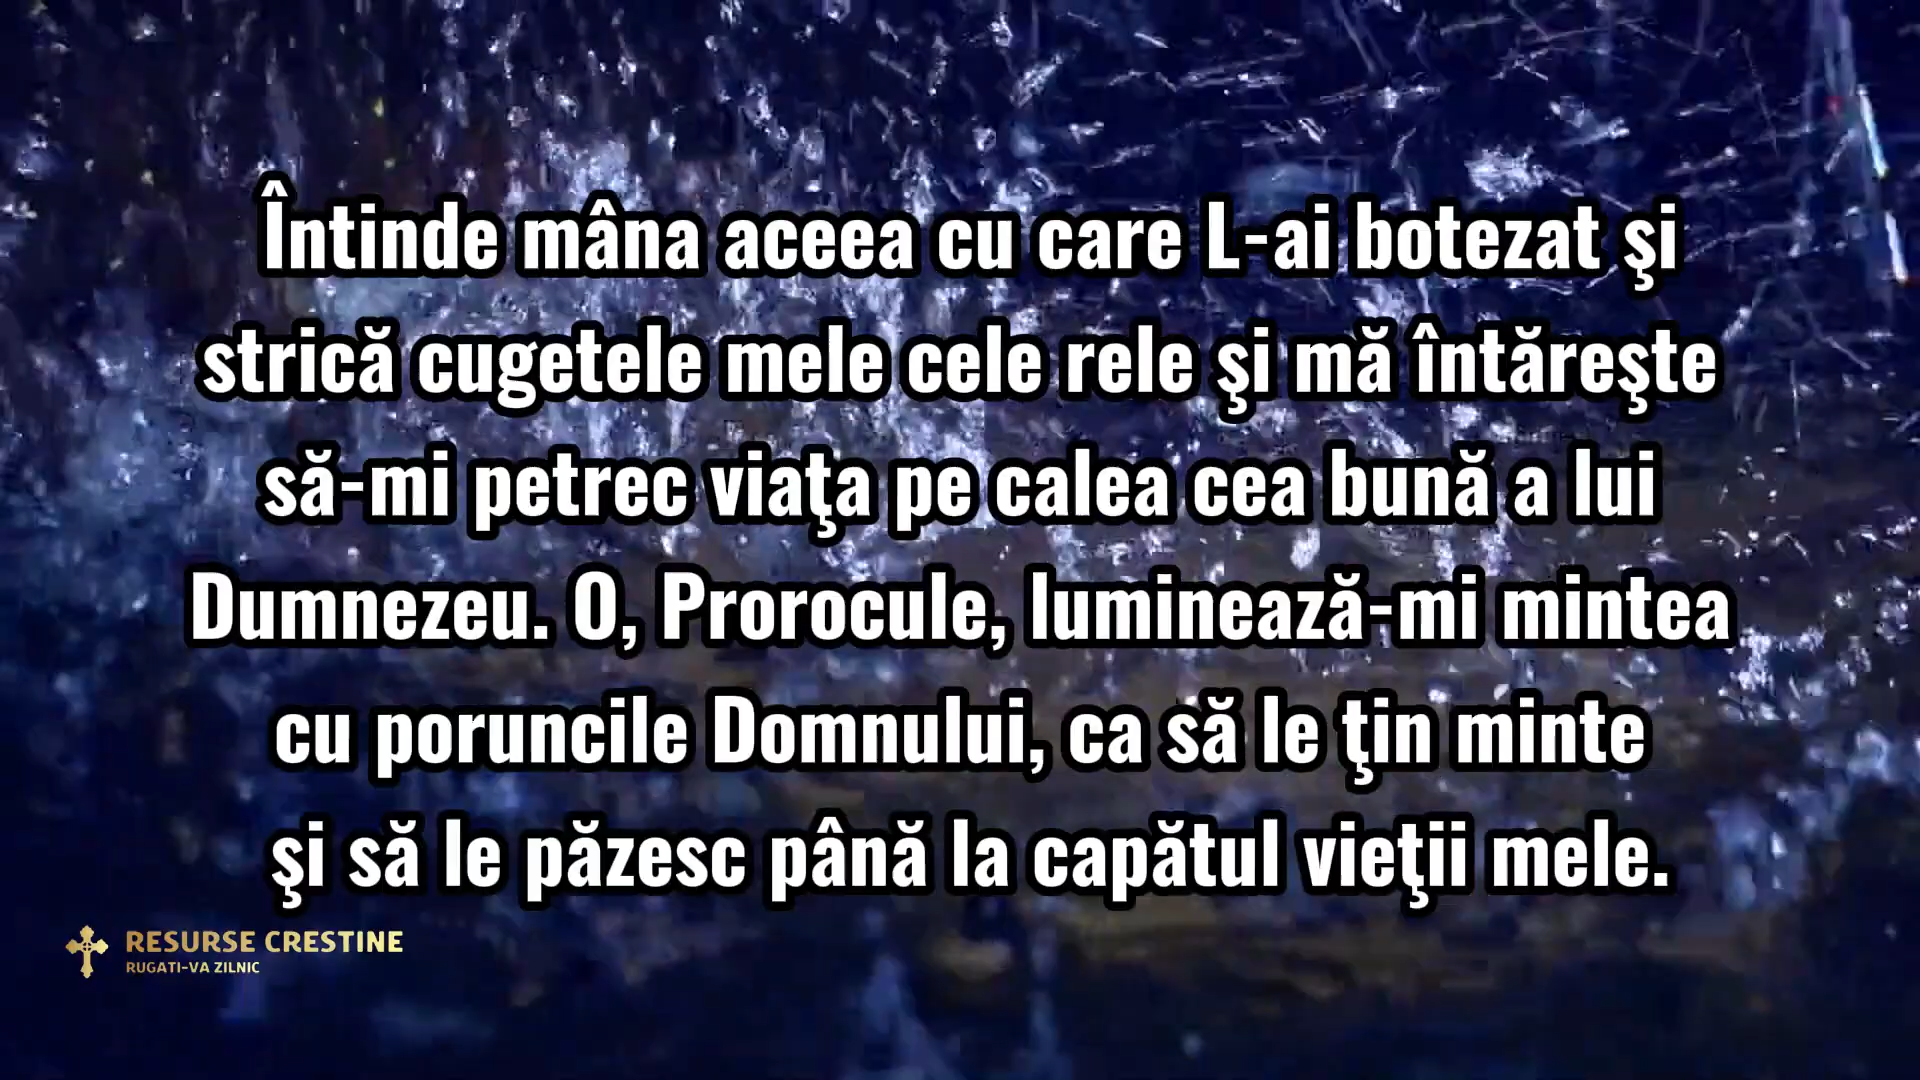 Întinde mâna aceea cu care L-ai botezat şi
strică cugetele mele cele rele şi mă întăreşte
să-mi petrec viaţa pe calea cea bună a lui
Dumnezeu. O, Prorocule, luminează-mi mintea
cu poruncile Domnului, ca să le ţin minte
şi să le păzesc până la capătul vieţii mele.
RESURSE CRESTINE
RUGATI-VA ZILNIC